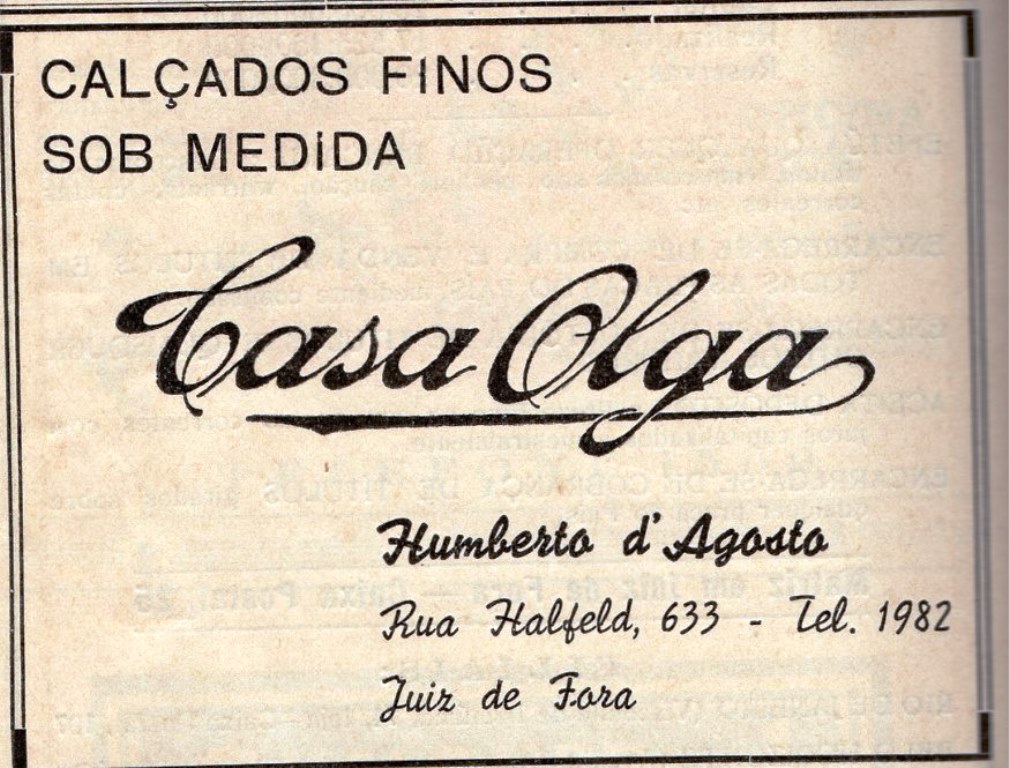 CALÇADOS FINOS
SOB MEDIDA
Casa Olga
Humberto d'Agosto
Rua Halfeld, 633 - Tel. 1982
Juiz de Fora